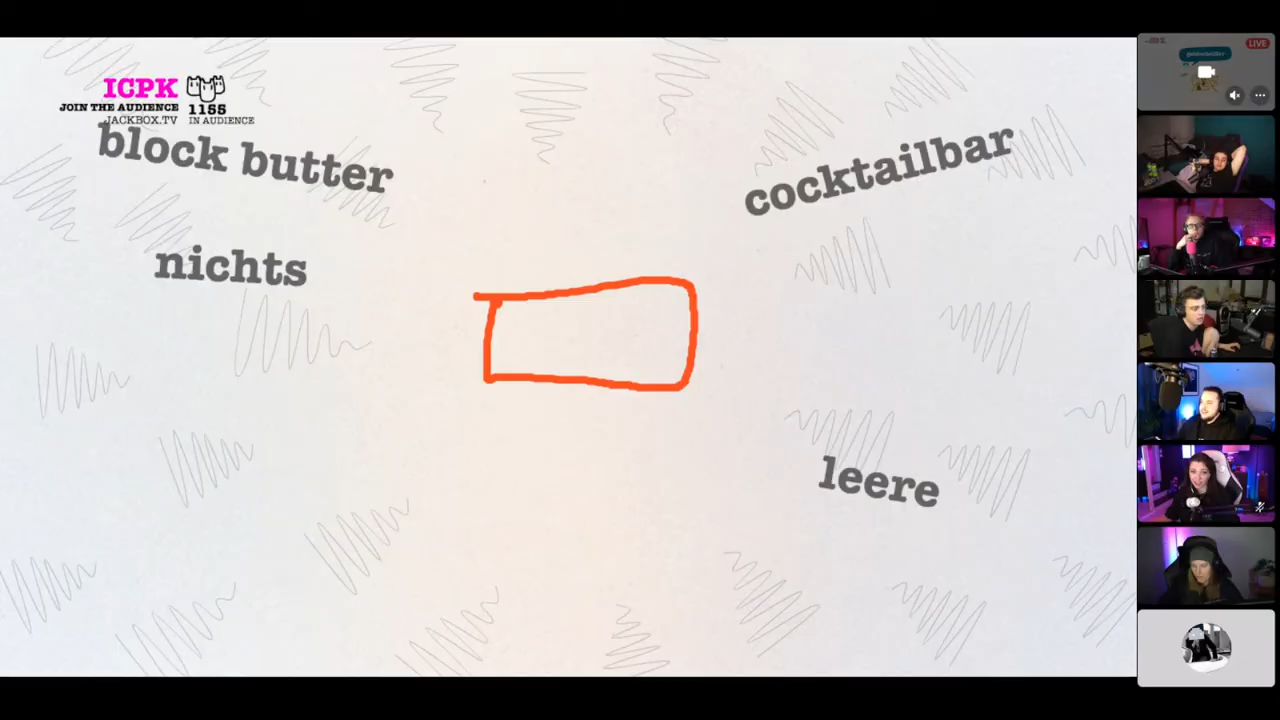 ICPK
JOIN THE AUDIENCE
JACKBOX.TV
1155
IN AUDIENCE
block butter
cocktailbar
nichts
leere
LIVE